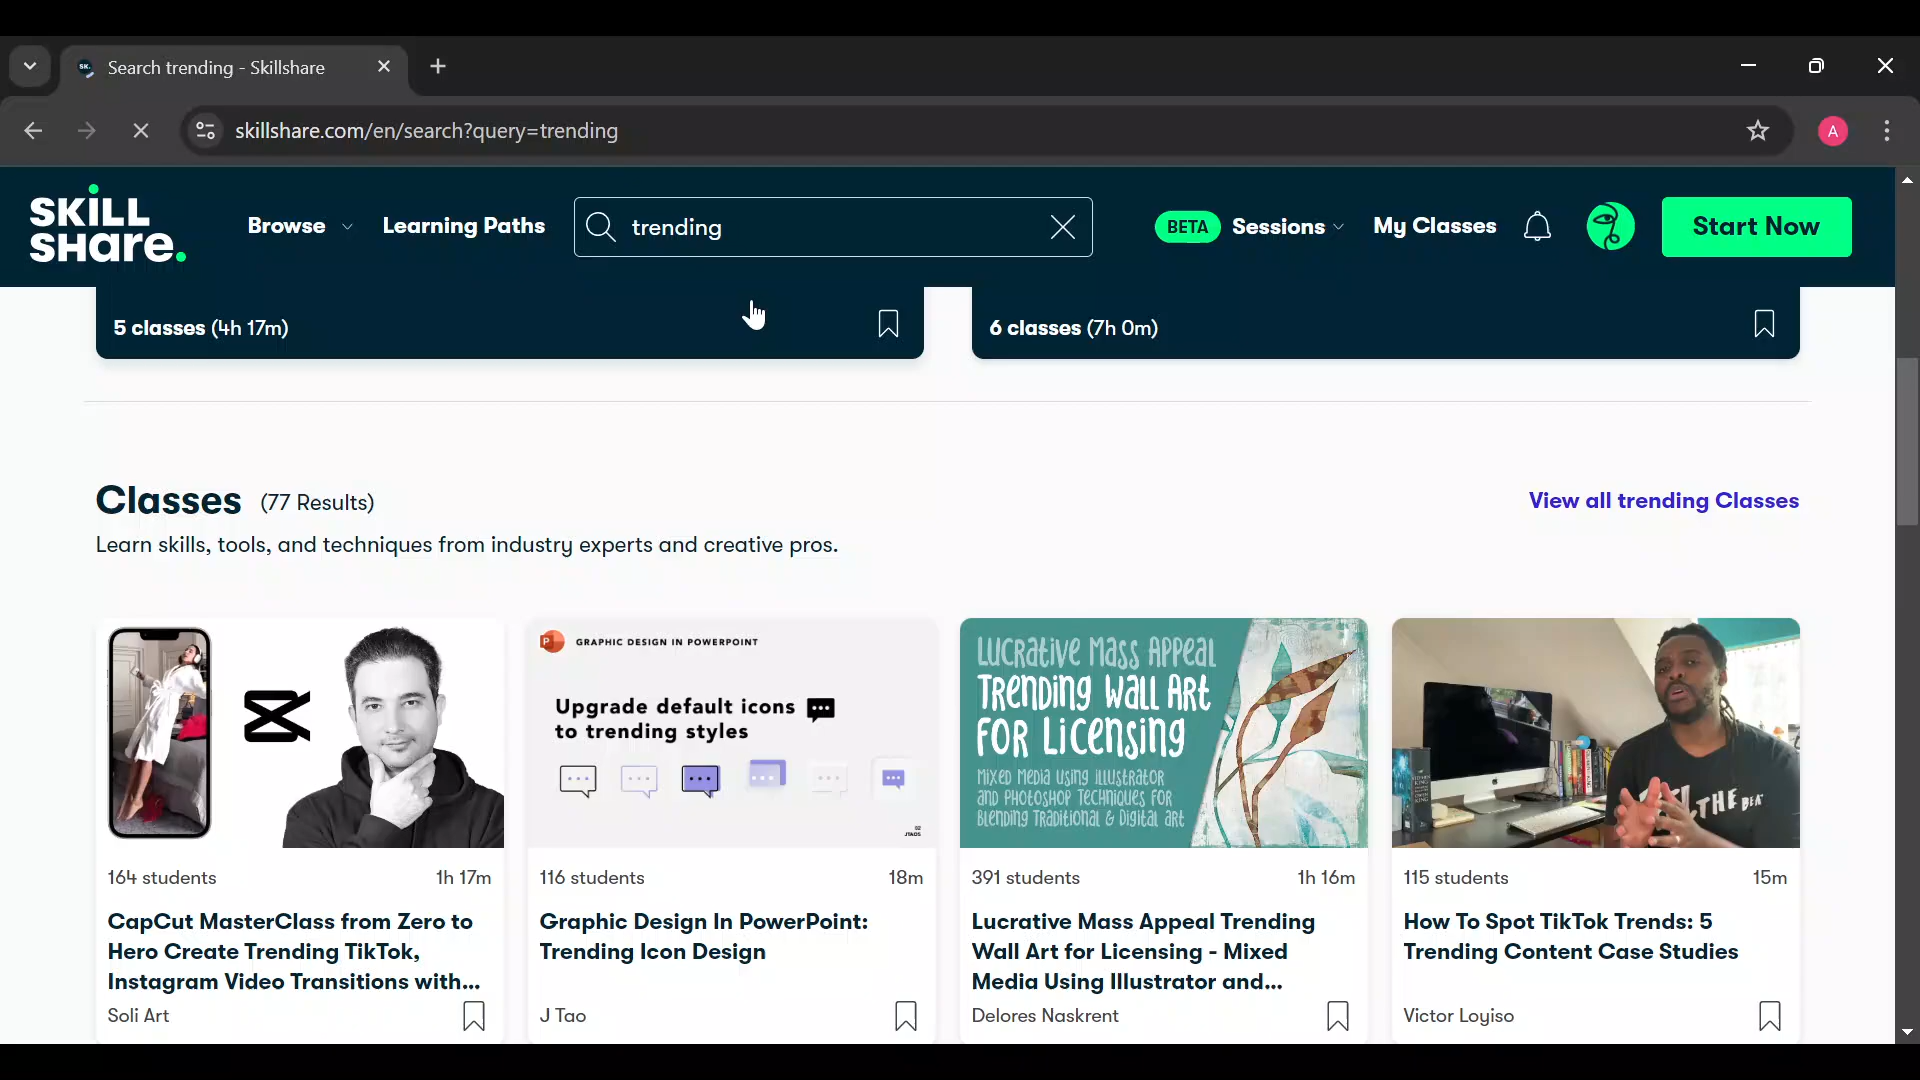 Search trending - Skillshare
skillshare.com/en/search?query=trending
A
SKILL
SHARE.
Browse
Learning Paths
trending
BETA
Sessions
My Classes
Start Now
5 classes (4h 17m)
6 classes (7h 0m)
Classes (77 Results)
View all trending Classes
Learn skills, tools, and techniques from industry experts and creative pros.
P GRAPHIC DESIGN IN POWERPOINT
Upgrade default icons
to trending styles
LUCRATIVE MASS APPEAL
TRENDING WALL ART
FOR LICENSING
MIXED MEDIA USING ILLUSTRATOR
AND PHOTOSHOP TECHNIQUES FOR
BLENDING TRADITIONAL & DIGITAL ART
THE BEA
164 students
1h 17m
CapCut MasterClass from Zero to
Hero Create Trending TikTok,
Instagram Video Transitions with...
Soli Art
116 students
18m
Graphic Design In PowerPoint:
Trending Icon Design
J Tao
391 students
1h 16m
Lucrative Mass Appeal Trending
Wall Art for Licensing - Mixed
Media Using Illustrator and...
Delores Naskrent
115 students
15m
How To Spot TikTok Trends: 5
Trending Content Case Studies
Victor Loyiso